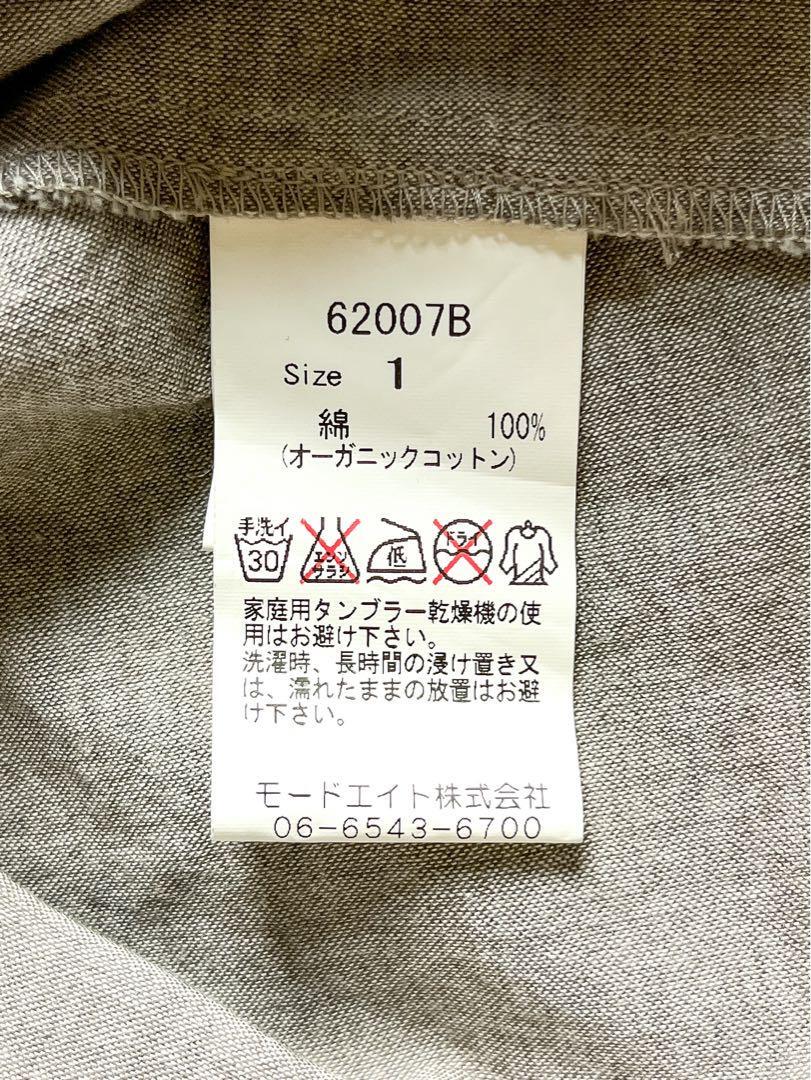 62007B
Size 1
綿 100%
(オーガニックコットン)
手洗イ
30
エンソ
サラシ
低
ドライ
家庭用タンブラー乾燥機の使
用はお避け下さい。
洗濯時、長時間の浸け置き又
は、濡れたままの放置はお避
け下さい。
モードエイト株式会社
06-6543-6700